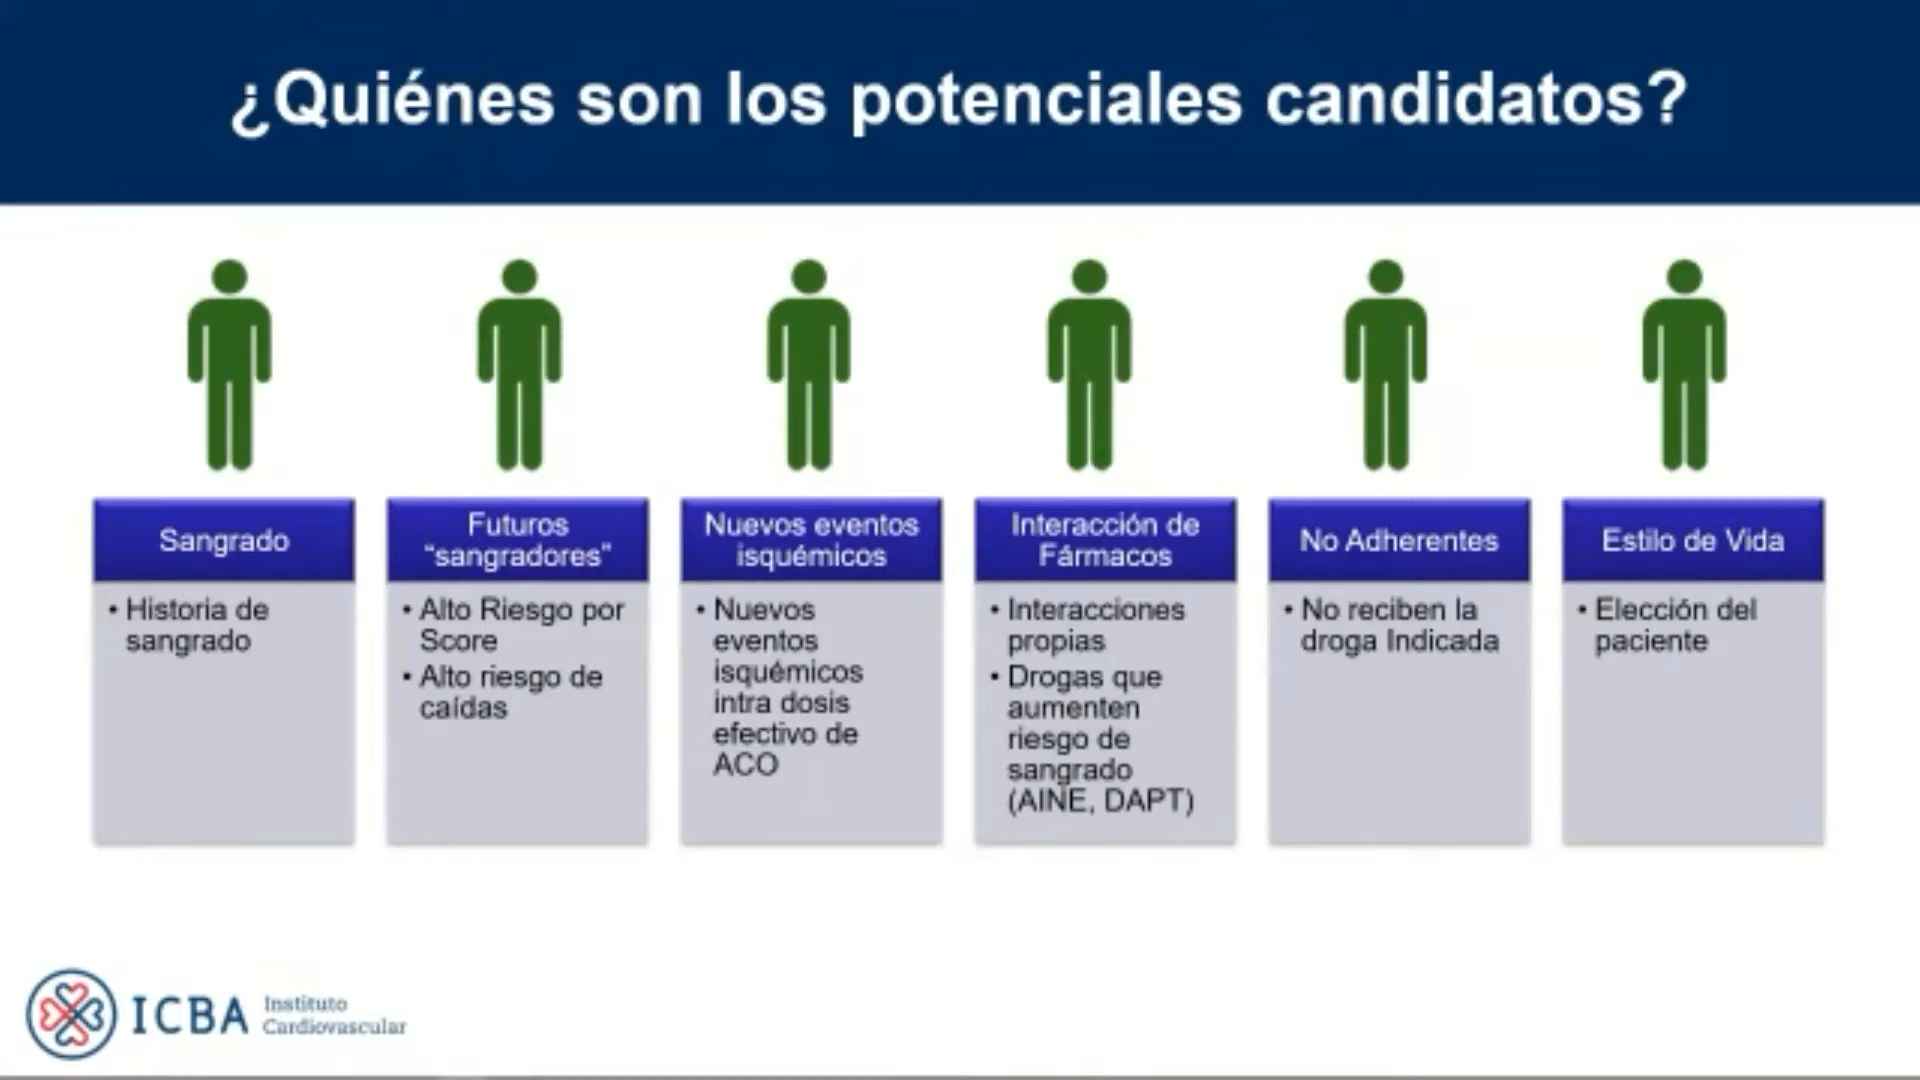 ¿Quiénes son los potenciales candidatos?
Sangrado
• Historia de
sangrado
Futuros
“sangradores”
• Alto Riesgo por
Score
• Alto riesgo de
caídas
Nuevos eventos
isquémicos
• Nuevos
eventos
isquémicos
intra dosis
efectivo de
ACO
Interacción de
Fármacos
• Interacciones
propias
• Drogas que
aumenten
riesgo de
sangrado
(AINE, DAPT)
No Adherentes
• No reciben la
droga Indicada
Estilo de Vida
• Elección del
paciente
ICBA
Instituto
Cardiovascular